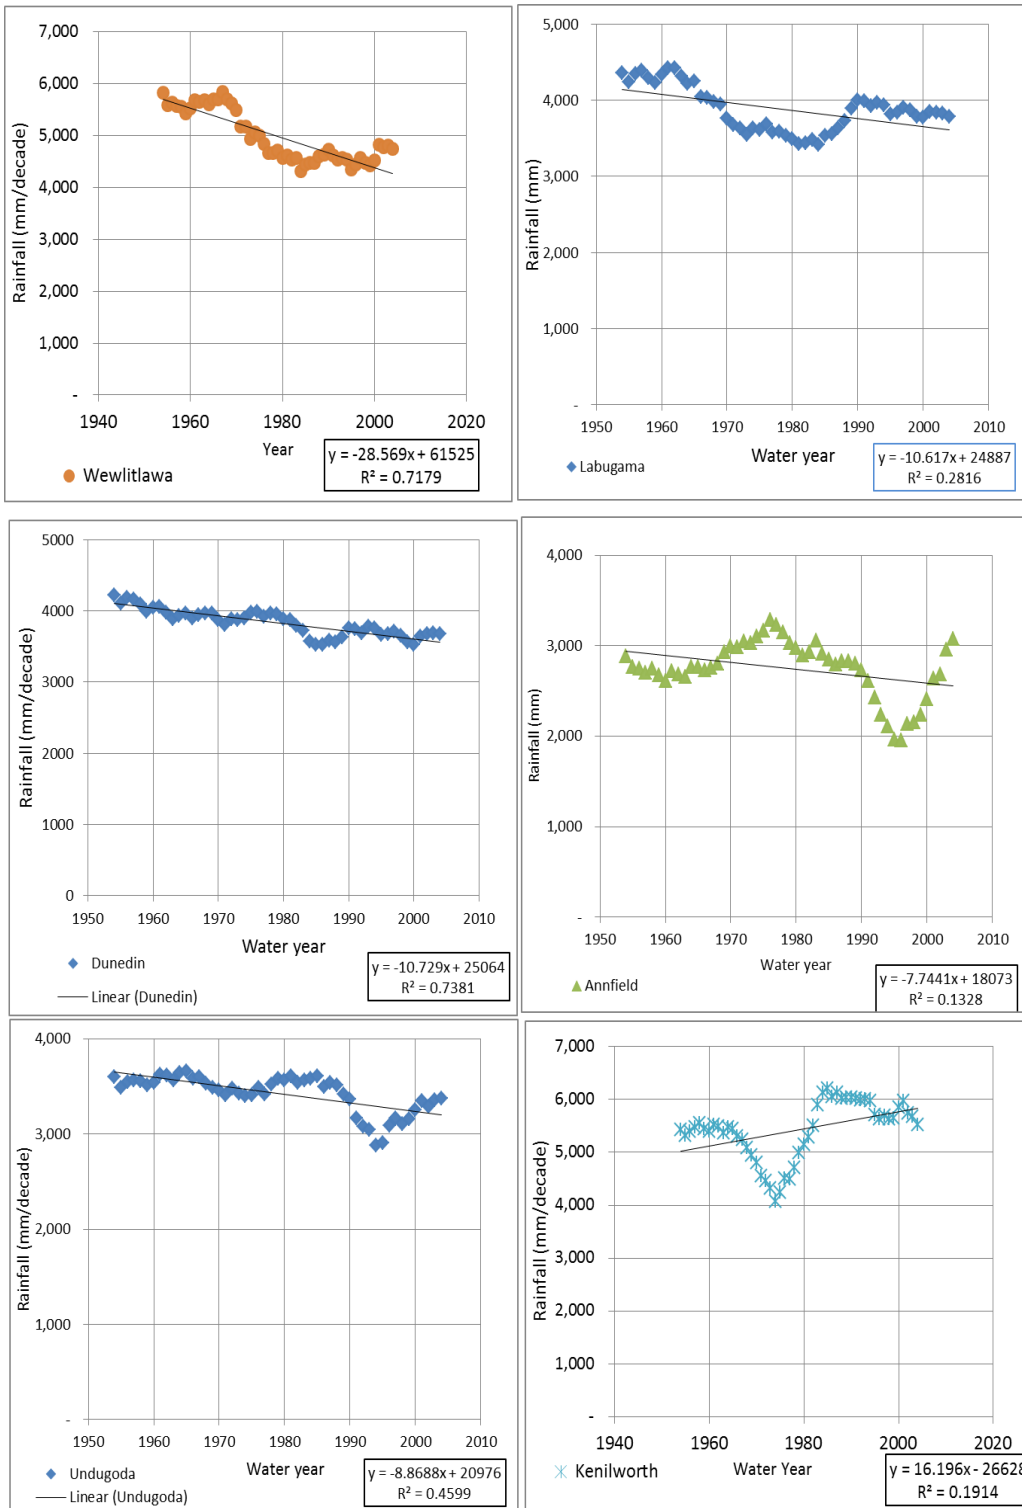 7,000
6,000
5,000
4,000
3,000
2,000
1,000
-
Rainfall (mm/decade)
1940 1960 1980 2000 2020
Year
Wewlitlawa
y = -28.569x + 61525
R² = 0.7179
5,000
4,000
3,000
2,000
1,000
-
Rainfall (mm)
1950 1960 1970 1980 1990 2000 2010
Water year
Labugama
y = -10.617x + 24887
R² = 0.2816
5000
4000
3000
2000
1000
0
Rainfall (mm/decade)
1950 1960 1970 1980 1990 2000 2010
Water year
Dunedin
Linear (Dunedin)
y = -10.729x + 25064
R² = 0.7381
4,000
3,000
2,000
1,000
-
Rainfall (mm)
1950 1960 1970 1980 1990 2000 2010
Water year
Annfield
y = -7.7441x + 18073
R² = 0.1328
4,000
3,000
2,000
1,000
-
Rainfall (mm/decade)
1950 1960 1970 1980 1990 2000 2010
Water year
Undugoda
Linear (Undugoda)
y = -8.8688x + 20976
R² = 0.4599
7,000
6,000
5,000
4,000
3,000
2,000
1,000
-
Rainfall (mm/decade)
1940 1960 1980 2000 2020
Water Year
Kenilworth
y = 16.196x - 26628
R² = 0.1914